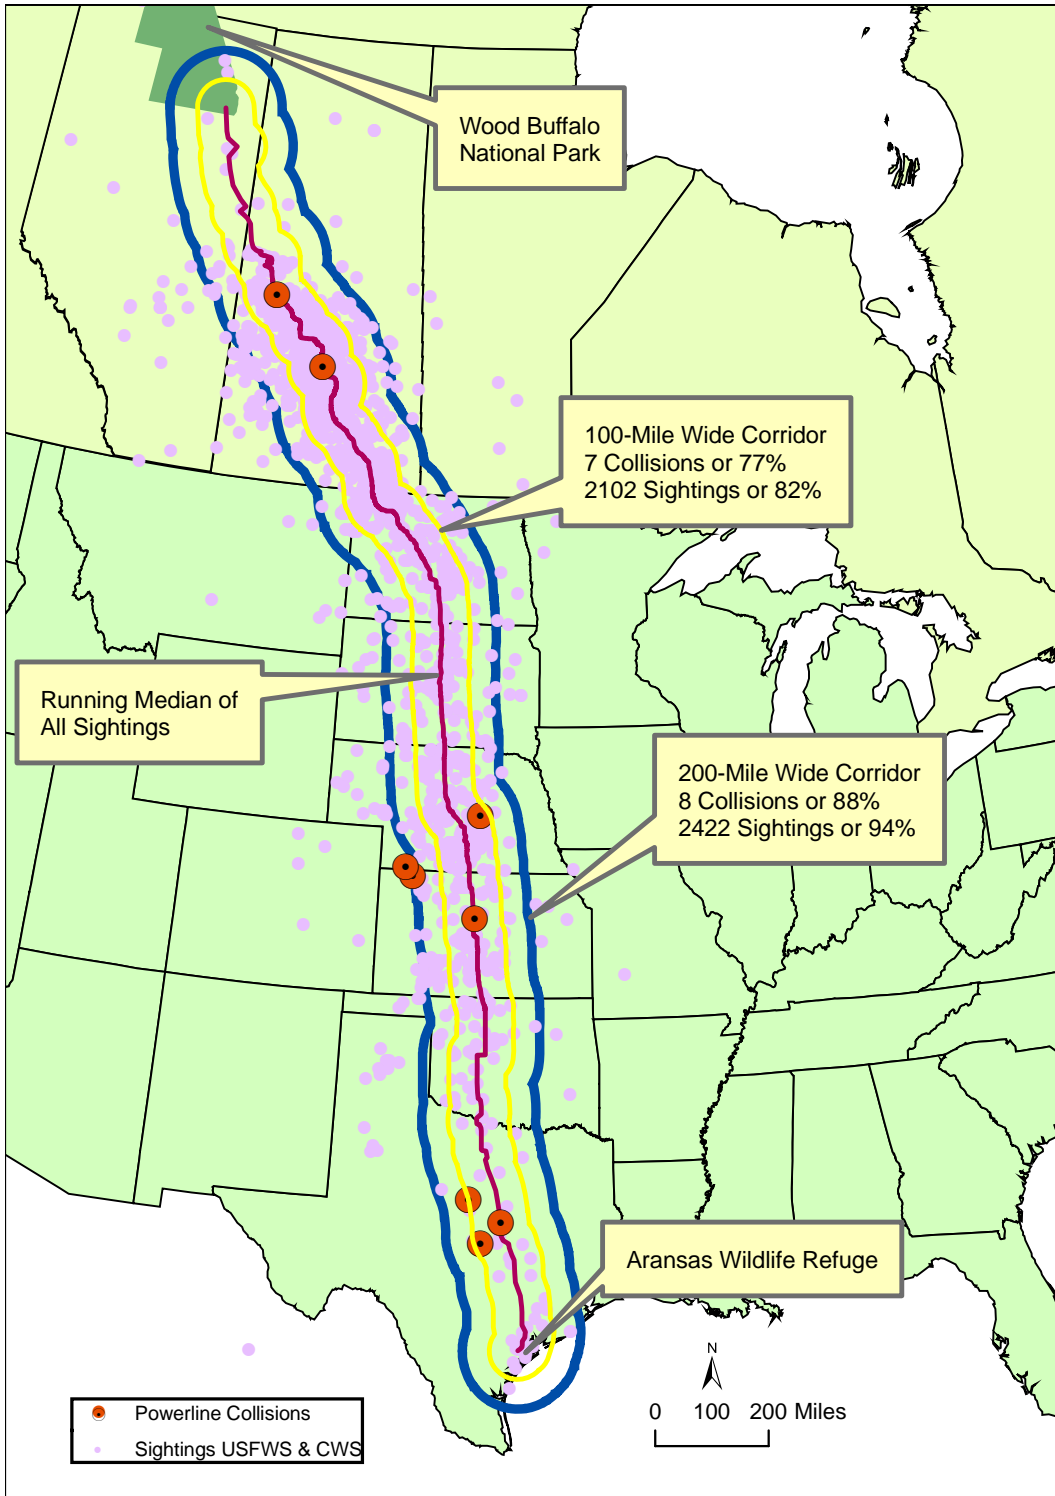 Wood Buffalo
National Park
100-Mile Wide Corridor
7 Collisions or 77%
2102 Sightings or 82%
Running Median of
All Sightings
200-Mile Wide Corridor
8 Collisions or 88%
2422 Sightings or 94%
Aransas Wildlife Refuge
N
0 100 200 Miles
Powerline Collisions
Sightings USFWS & CWS